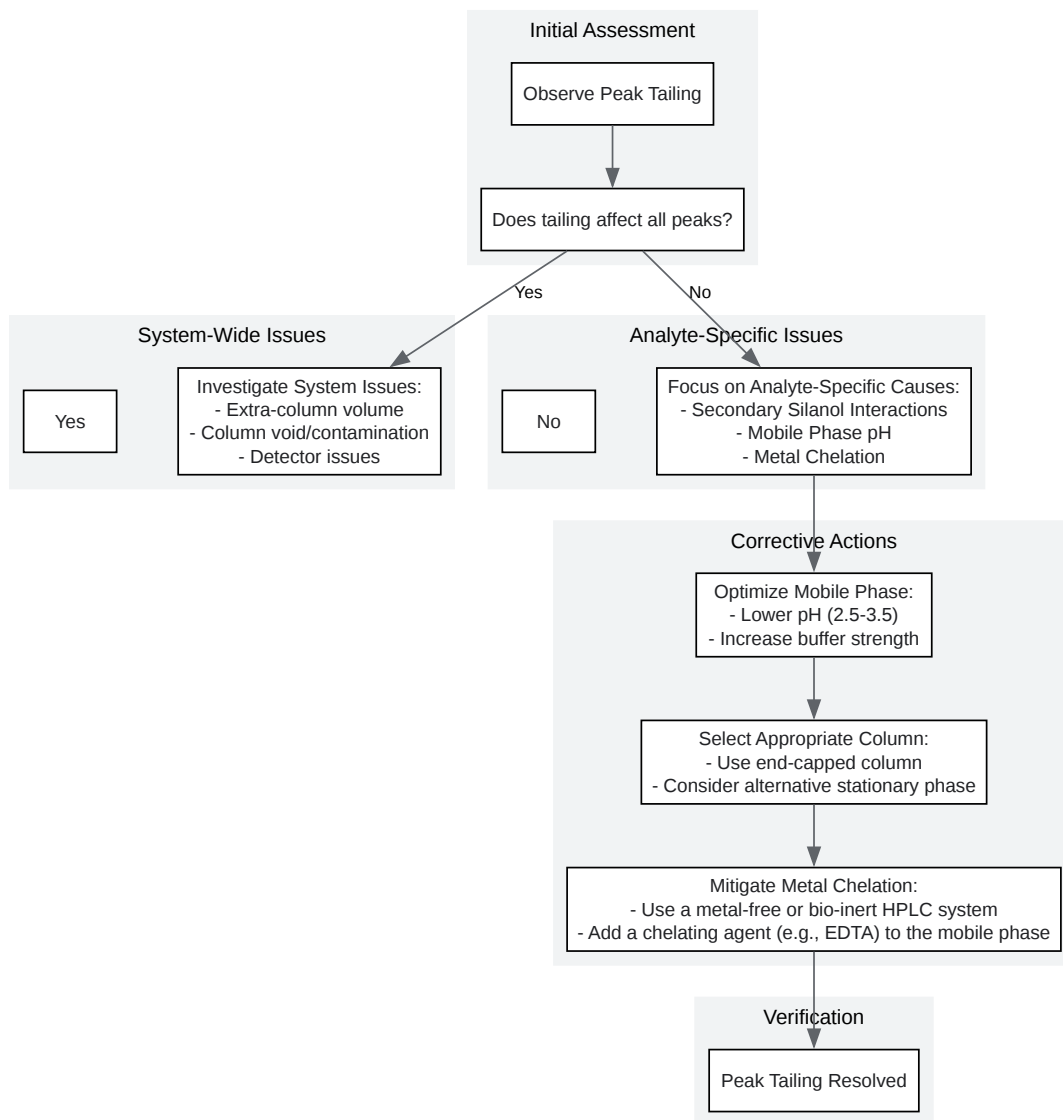 Initial Assessment
Observe Peak Tailing
Does tailing affect all peaks?
Yes
No
System-Wide Issues
Yes
Investigate System Issues:
- Extra-column volume
- Column void/contamination
- Detector issues
Analyte-Specific Issues
No
Focus on Analyte-Specific Causes:
- Secondary Silanol Interactions
- Mobile Phase pH
- Metal Chelation
Corrective Actions
Optimize Mobile Phase:
- Lower pH (2.5-3.5)
- Increase buffer strength
Select Appropriate Column:
- Use end-capped column
- Consider alternative stationary phase
Mitigate Metal Chelation:
- Use a metal-free or bio-inert HPLC system
- Add a chelating agent (e.g., EDTA) to the mobile phase
Verification
Peak Tailing Resolved